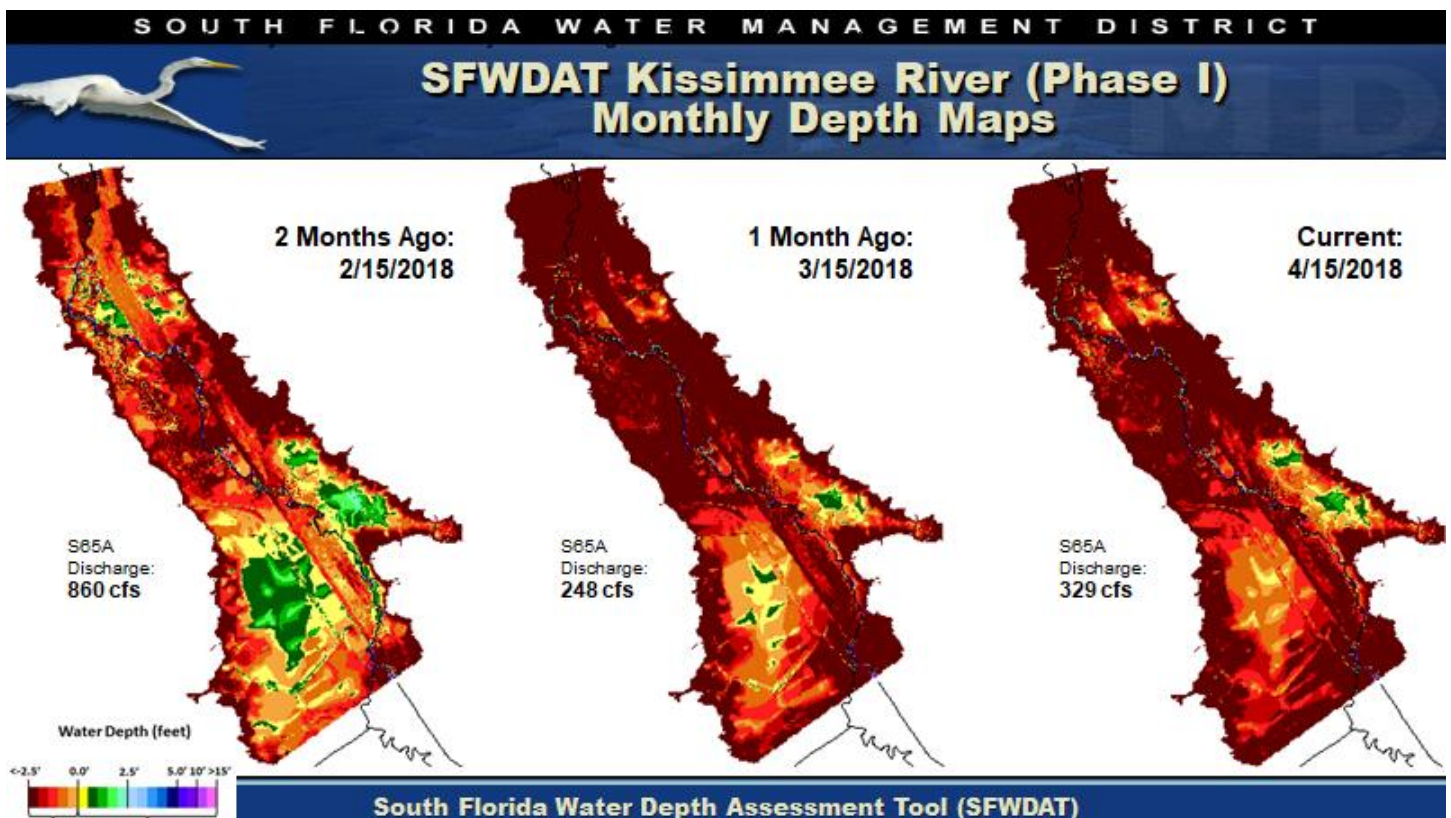 SOUTH FLORIDA WATER MANAGEMENT DISTRICT
SFWDAT Kissimmee River (Phase I)
Monthly Depth Maps
2 Months Ago:
2/15/2018
1 Month Ago:
3/15/2018
Current:
4/15/2018
S65A
Discharge:
860 cfs
S65A
Discharge:
248 cfs
S65A
Discharge:
329 cfs
Water Depth (feet)
<-2.5' 0.0' 2.5' 5.0' 10' >15'
South Florida Water Depth Assessment Tool (SFWDAT)